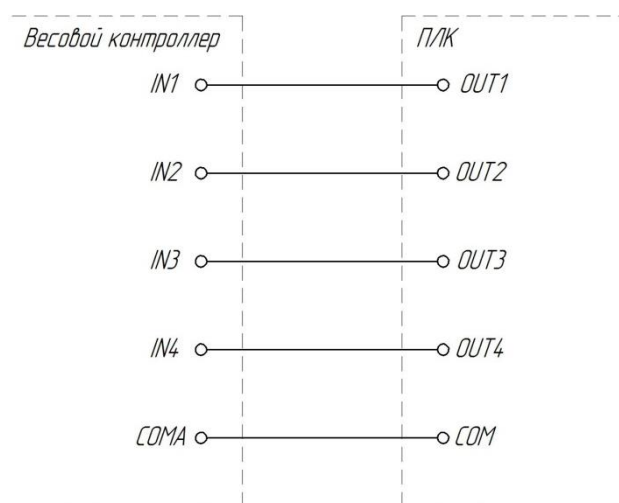 Весовой контроллер ПЛК
IN1 OUT1
IN2 OUT2
IN3 OUT3
IN4 OUT4
COMA COM